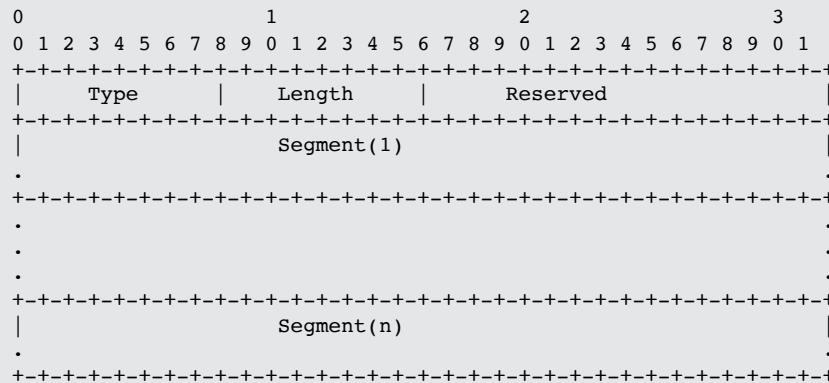 0                   1                   2                   3
0 1 2 3 4 5 6 7 8 9 0 1 2 3 4 5 6 7 8 9 0 1 2 3 4 5 6 7 8 9 0 1
+-+-+-+-+-+-+-+-+-+-+-+-+-+-+-+-+-+-+-+-+-+-+-+-+-+-+-+-+-+-+-+-+
|     Type      |    Length     |      Reserved                 |
+-+-+-+-+-+-+-+-+-+-+-+-+-+-+-+-+-+-+-+-+-+-+-+-+-+-+-+-+-+-+-+-+
|                    Segment(1)                                 |
.                                                               .
+-+-+-+-+-+-+-+-+-+-+-+-+-+-+-+-+-+-+-+-+-+-+-+-+-+-+-+-+-+-+-+-+
.                                                               .
.                                                               .
.                                                               .
+-+-+-+-+-+-+-+-+-+-+-+-+-+-+-+-+-+-+-+-+-+-+-+-+-+-+-+-+-+-+-+-+
|                    Segment(n)                                 |
.                                                               .
+-+-+-+-+-+-+-+-+-+-+-+-+-+-+-+-+-+-+-+-+-+-+-+-+-+-+-+-+-+-+-+-+